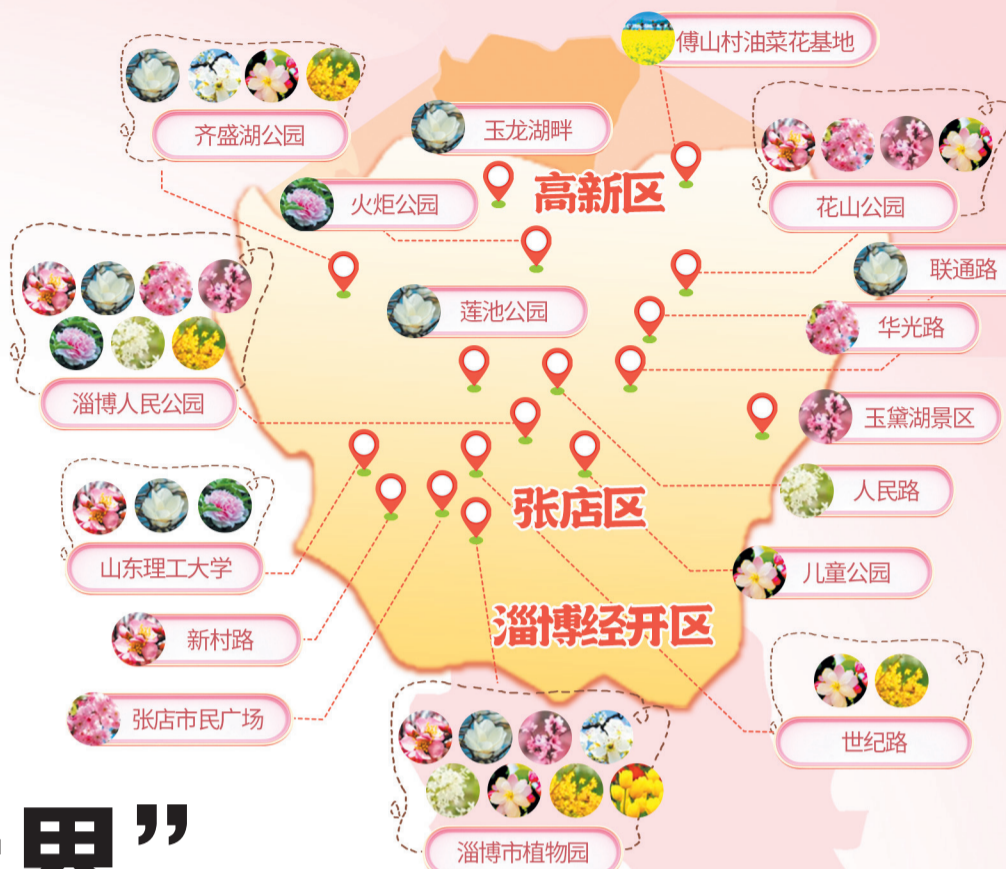 傅山村油菜花基地
齐盛湖公园
玉龙湖畔
高新区
火炬公园
花山公园
联通路
莲池公园
华光路
淄博人民公园
玉黛湖景区
人民路
张店区
山东理工大学
儿童公园
新村路
淄博经开区
张店市民广场
世纪路
淄博市植物园
”